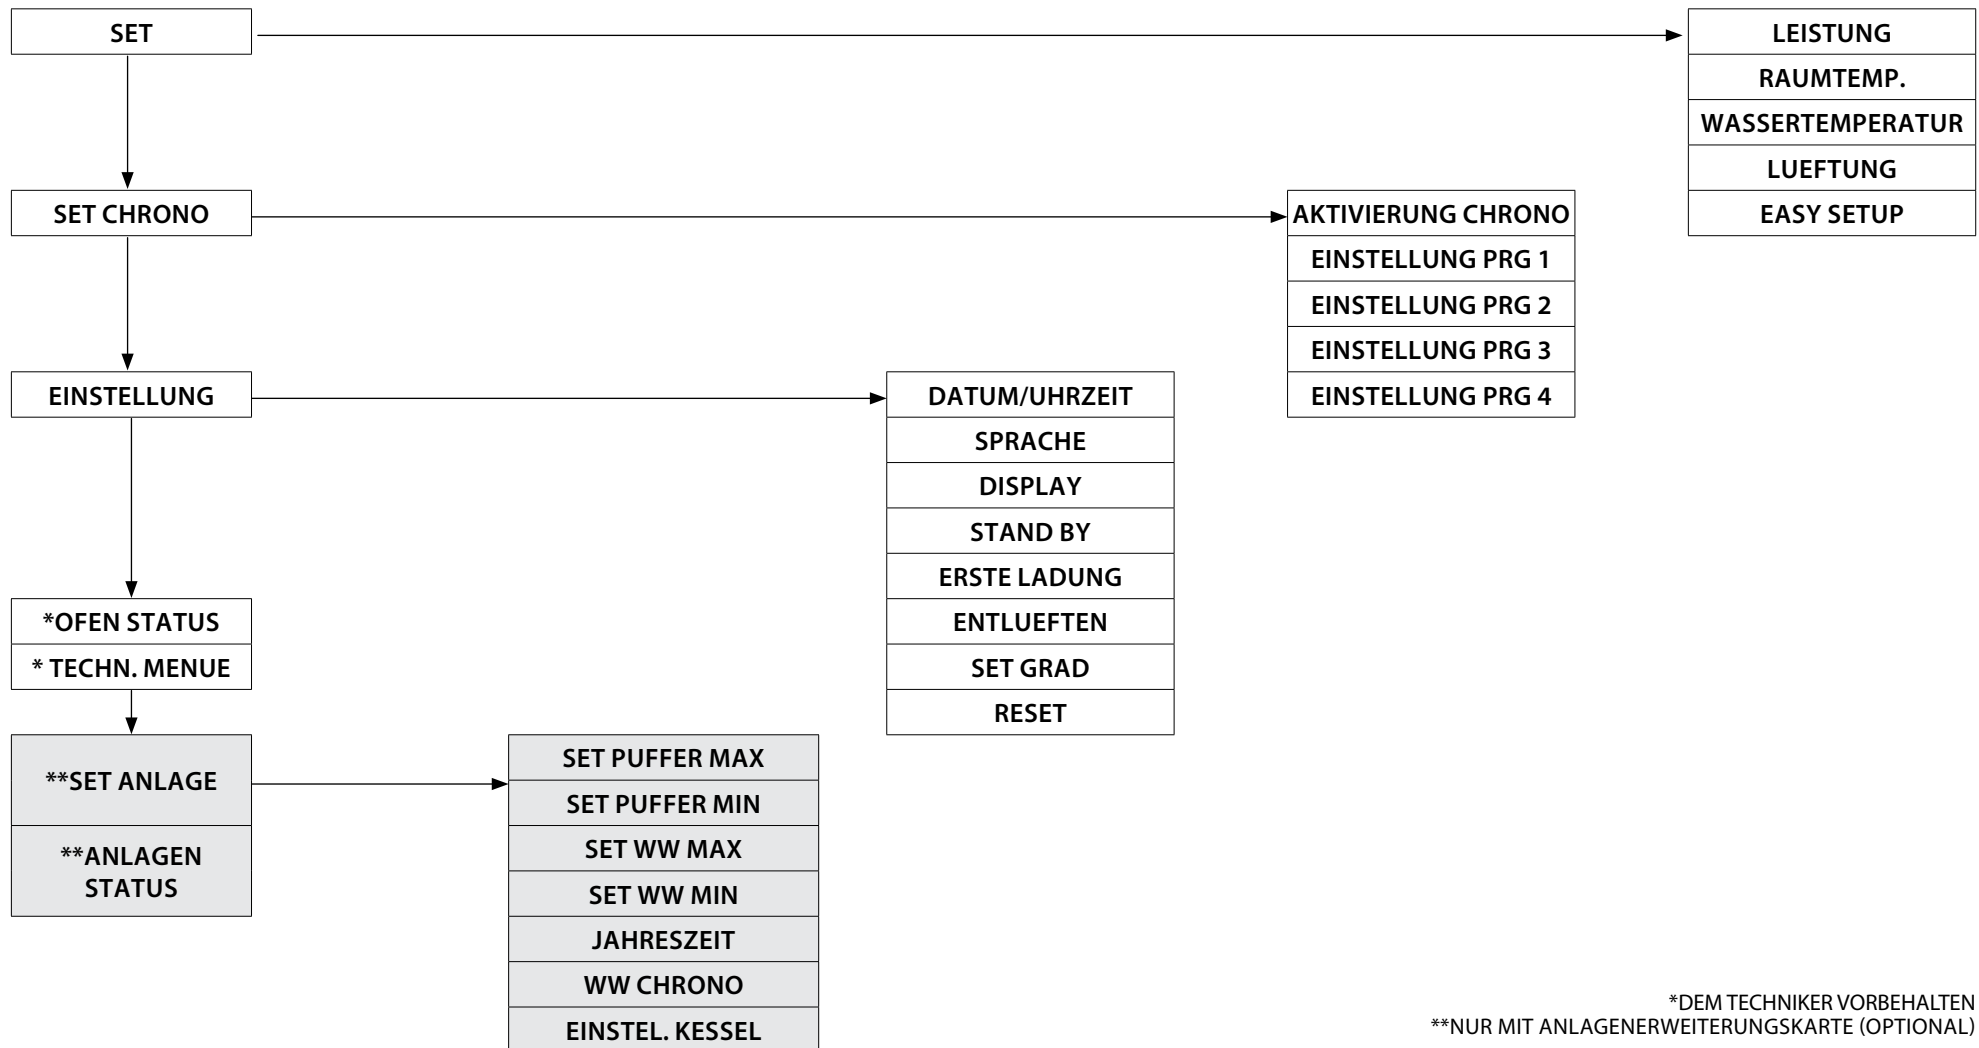 SET
LEISTUNG
RAUMTEMP.
WASSERTEMPERATUR
LUEFTUNG
EASY SETUP
SET CHRONO
AKTIVIERUNG CHRONO
EINSTELLUNG PRG 1
EINSTELLUNG PRG 2
EINSTELLUNG PRG 3
EINSTELLUNG PRG 4
EINSTELLUNG
DATUM/UHRZEIT
SPRACHE
DISPLAY
STAND BY
ERSTE LADUNG
ENTLUEFTEN
SET GRAD
RESET
*OFEN STATUS
* TECHN. MENUE
**SET ANLAGE
**ANLAGEN
STATUS
SET PUFFER MAX
SET PUFFER MIN
SET WW MAX
SET WW MIN
JAHRESZEIT
WW CHRONO
EINSTEL. KESSEL
*DEM TECHNIKER VORBEHALTEN
**NUR MIT ANLAGENERWEITERUNGSKARTE (OPTIONAL)